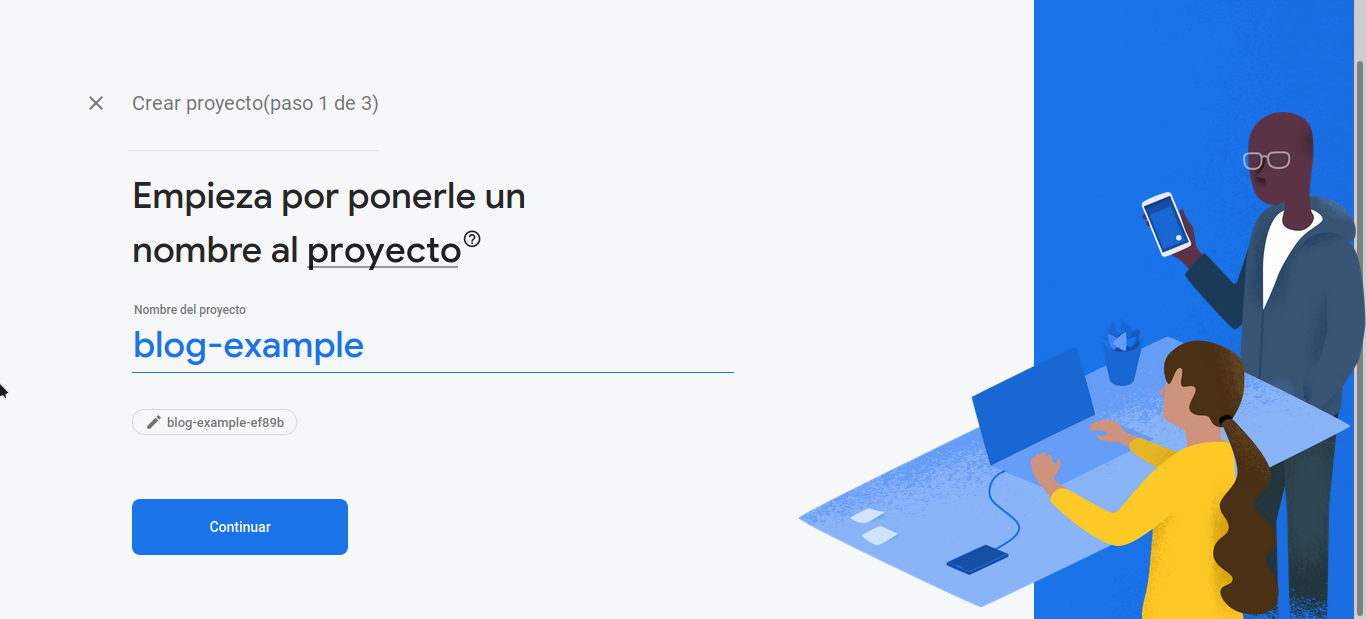 Crear proyecto(paso 1 de 3)
Empieza por ponerle un
nombre al proyecto
Nombre del proyecto
blog-example
blog-example-ef89b
Continuar